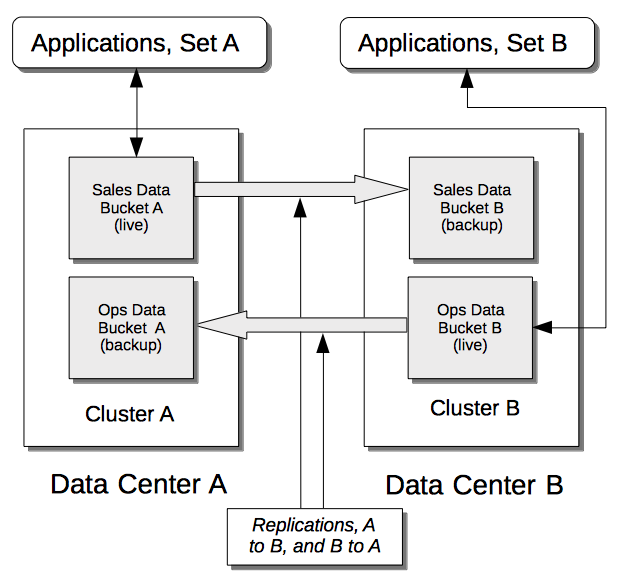 Applications, Set A
Applications, Set B
Sales Data
Bucket A
(live)
Sales Data
Bucket B
(backup)
Ops Data
Bucket A
(backup)
Ops Data
Bucket B
(live)
Cluster A
Cluster B
Data Center A
Data Center B
Replications, A
to B, and B to A